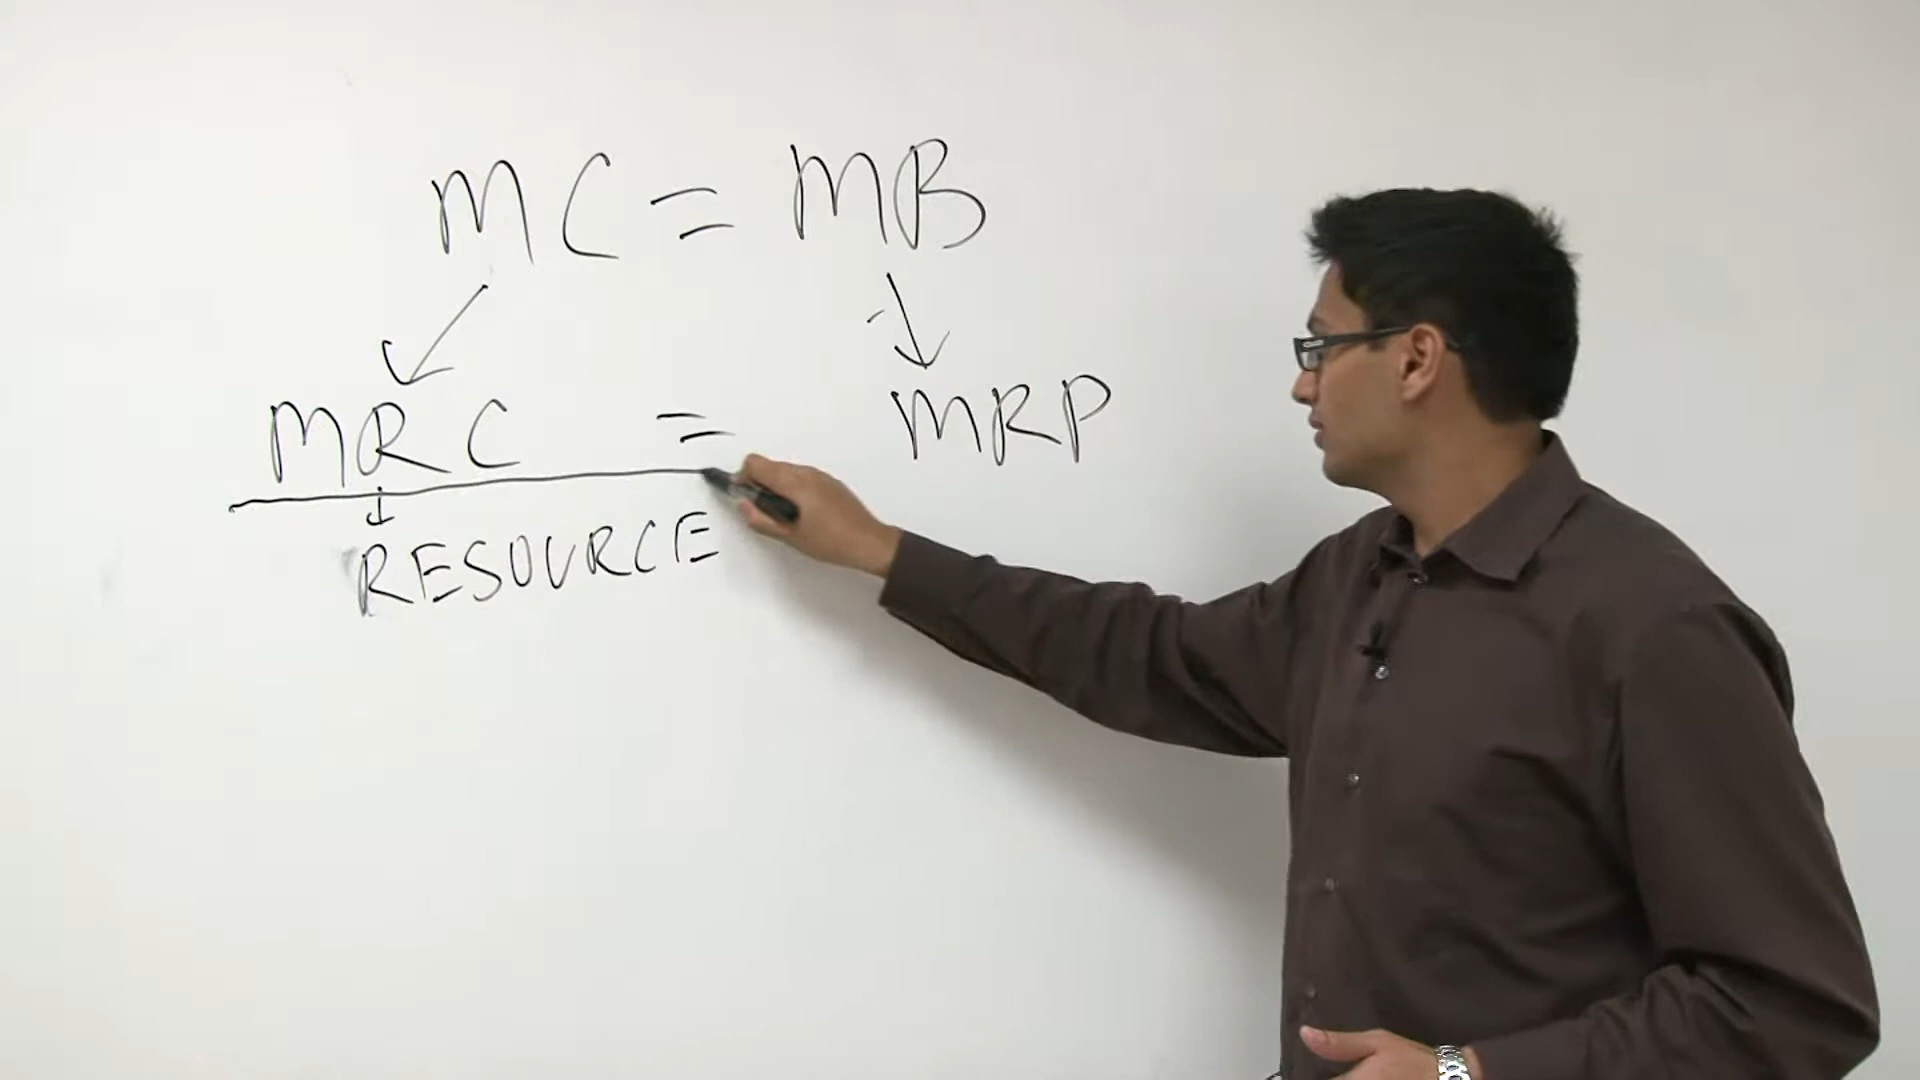 MC = MB
MRC = MRP
RESOURCE